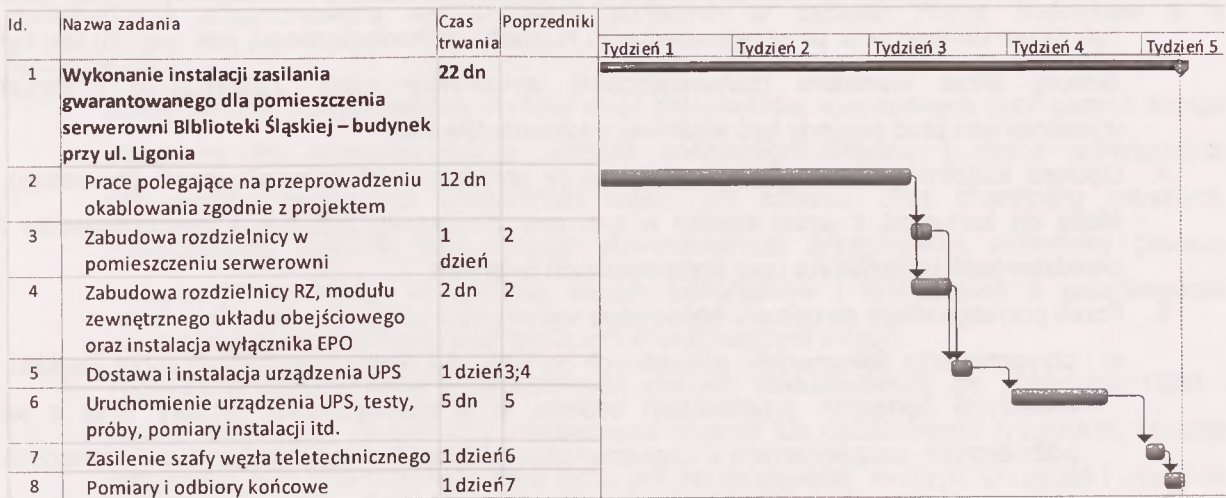 Id. Nazwa zadania Czas trwania Poprzedniki
Tydzień 1 Tydzień 2 Tydzień 3 Tydzień 4 Tydzień 5
1 Wykonanie instalacji zasilania 22 dn
gwarantowanego dla pomieszczenia
serwerowni BIblioteki Śląskiej – budynek
przy ul. Ligonia
2 Prace polegające na przeprowadzeniu 12 dn
okablowania zgodnie z projektem
3 Zabudowa rozdzielnicy w 1 2
pomieszczeniu serwerowni dzień
4 Zabudowa rozdzielnicy RZ, modułu 2 dn 2
zewnętrznego układu obejściowego
oraz instalacja wyłącznika EPO
5 Dostawa i instalacja urządzenia UPS 1 dzień 3;4
6 Uruchomienie urządzenia UPS, testy, 5 dn 5
próby, pomiary instalacji itd.
7 Zasilenie szafy węzła teletechnicznego 1 dzień 6
8 Pomiary i odbiory końcowe 1 dzień 7